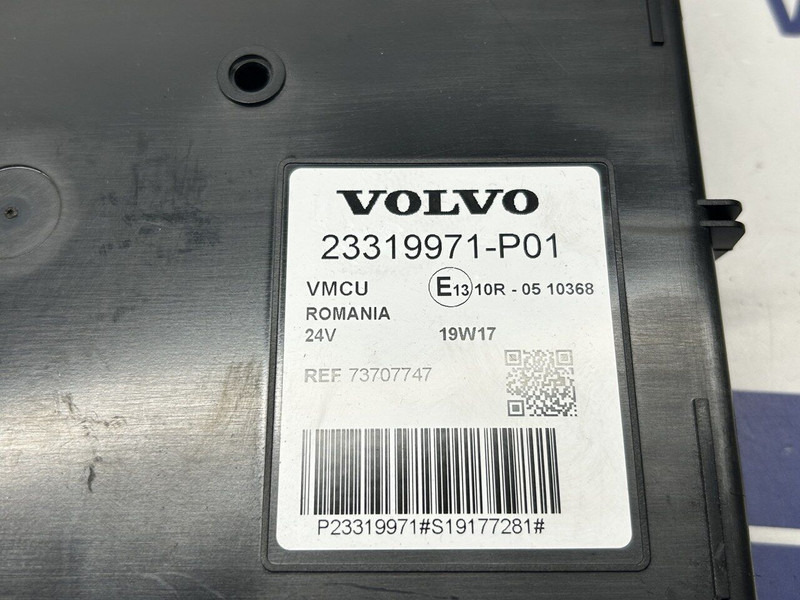 VOLVO
23319971-P01
VMCU E13 10R - 05 10368
ROMANIA
24V 19W17
REF. 73707747
P23319971#S19177281#